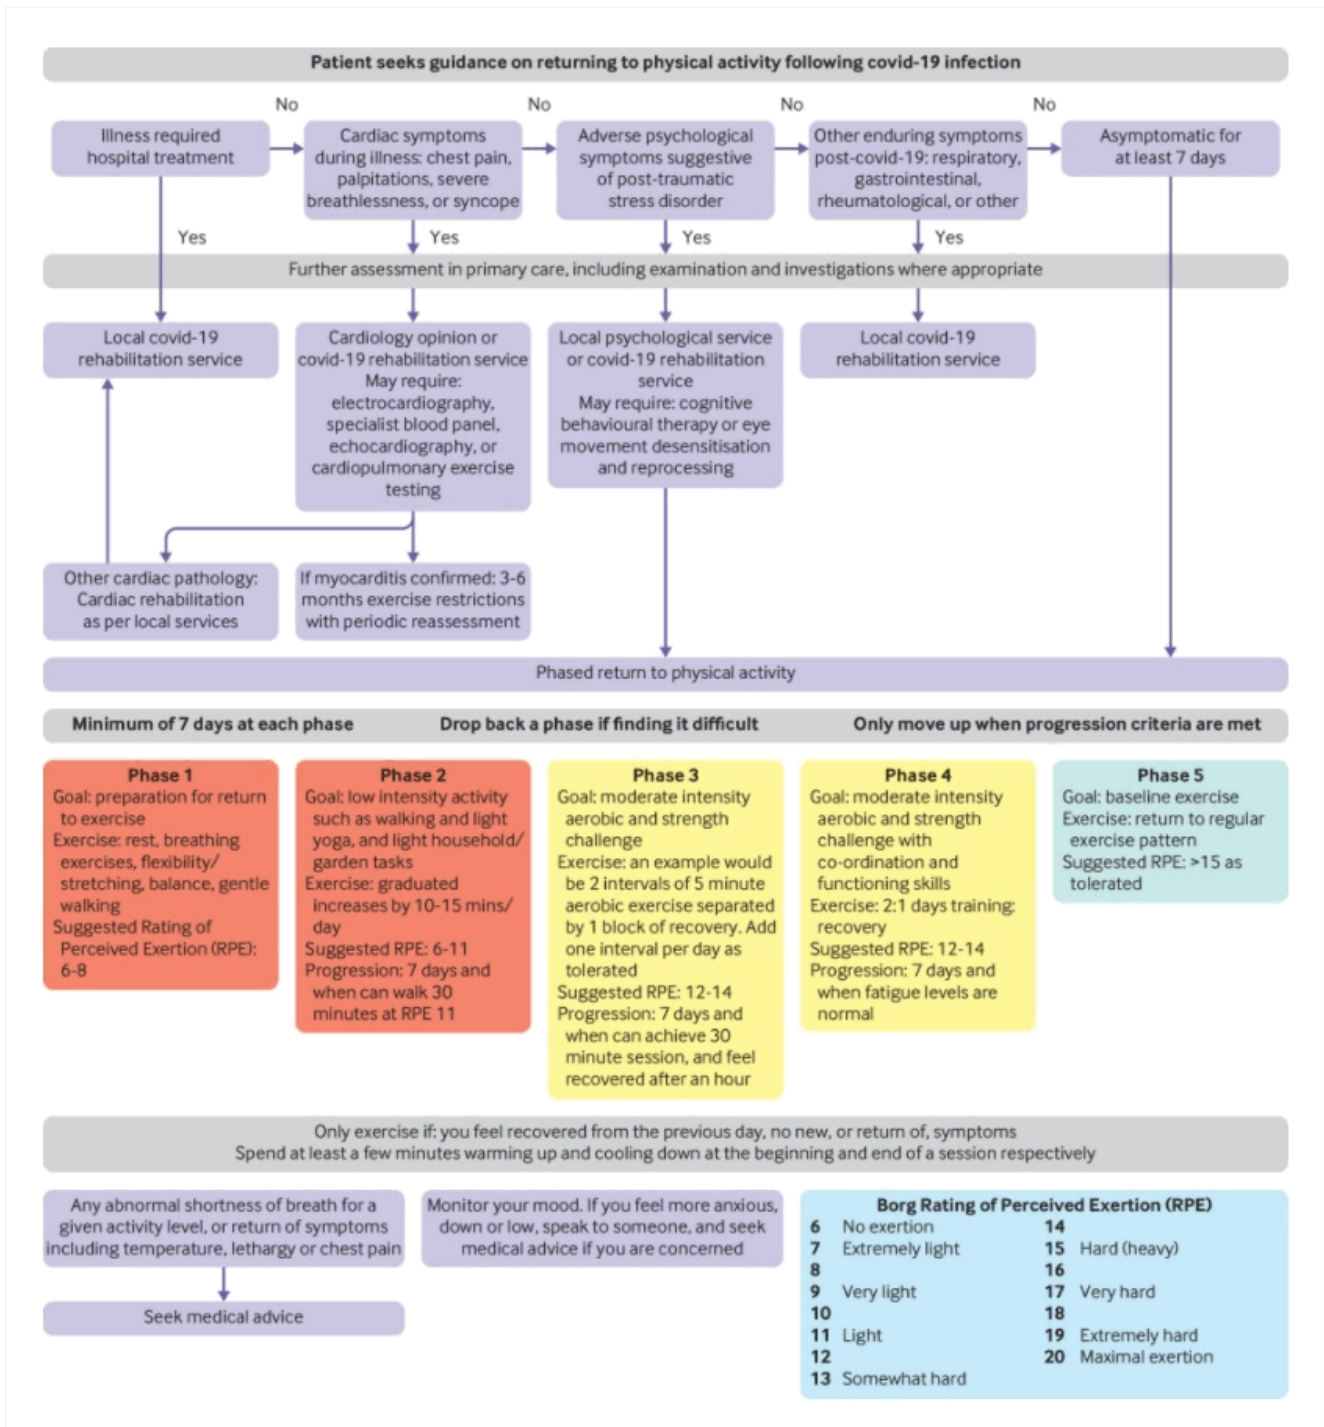 Patient seeks guidance on returning to physical activity following covid-19 infection
No
No
No
No
Illness required
hospital treatment
Cardiac symptoms
during illness: chest pain,
palpitations, severe
breathlessness, or syncope
Adverse psychological
symptoms suggestive
of post-traumatic
stress disorder
Other enduring symptoms
post-covid-19: respiratory,
gastrointestinal,
rheumatological, or other
Asymptomatic for
at least 7 days
Yes
Yes
Yes
Yes
Further assessment in primary care, including examination and investigations where appropriate
Local covid-19
rehabilitation service
Cardiology opinion or
covid-19 rehabilitation service
May require:
electrocardiography,
specialist blood panel,
echocardiography, or
cardiopulmonary exercise
testing
Local psychological service
or covid-19 rehabilitation
service
May require: cognitive
behavioural therapy or eye
movement desensitisation
and reprocessing
Local covid-19
rehabilitation service
Other cardiac pathology:
Cardiac rehabilitation
as per local services
If myocarditis confirmed: 3-6
months exercise restrictions
with periodic reassessment
Phased return to physical activity
Minimum of 7 days at each phase
Drop back a phase if finding it difficult
Only move up when progression criteria are met
Phase 1
Goal: preparation for return
to exercise
Exercise: rest, breathing
exercises, flexibility/
stretching, balance, gentle
walking
Suggested Rating of
Perceived Exertion (RPE):
6-8
Phase 2
Goal: low intensity activity
such as walking and light
yoga, and light household/
garden tasks
Exercise: graduated
increases by 10-15 mins/
day
Suggested RPE: 6-11
Progression: 7 days and
when can walk 30
minutes at RPE 11
Phase 3
Goal: moderate intensity
aerobic and strength
challenge
Exercise: an example would
be 2 intervals of 5 minute
aerobic exercise separated
by 1 block of recovery. Add
one interval per day as
tolerated
Suggested RPE: 12-14
Progression: 7 days and
when can achieve 30
minute session, and feel
recovered after an hour
Phase 4
Goal: moderate intensity
aerobic and strength
challenge with
co-ordination and
functioning skills
Exercise: 2:1 days training:
recovery
Suggested RPE: 12-14
Progression: 7 days and
when fatigue levels are
normal
Phase 5
Goal: baseline exercise
Exercise: return to regular
exercise pattern
Suggested RPE: >15 as
tolerated
Only exercise if: you feel recovered from the previous day, no new, or return of, symptoms
Spend at least a few minutes warming up and cooling down at the beginning and end of a session respectively
Any abnormal shortness of breath for a
given activity level, or return of symptoms
including temperature, lethargy or chest pain
Seek medical advice
Monitor your mood. If you feel more anxious,
down or low, speak to someone, and seek
medical advice if you are concerned
Borg Rating of Perceived Exertion (RPE)
6 No exertion
7 Extremely light
8
9 Very light
10
11 Light
12
13 Somewhat hard
14
15 Hard (heavy)
16
17 Very hard
18
19 Extremely hard
20 Maximal exertion